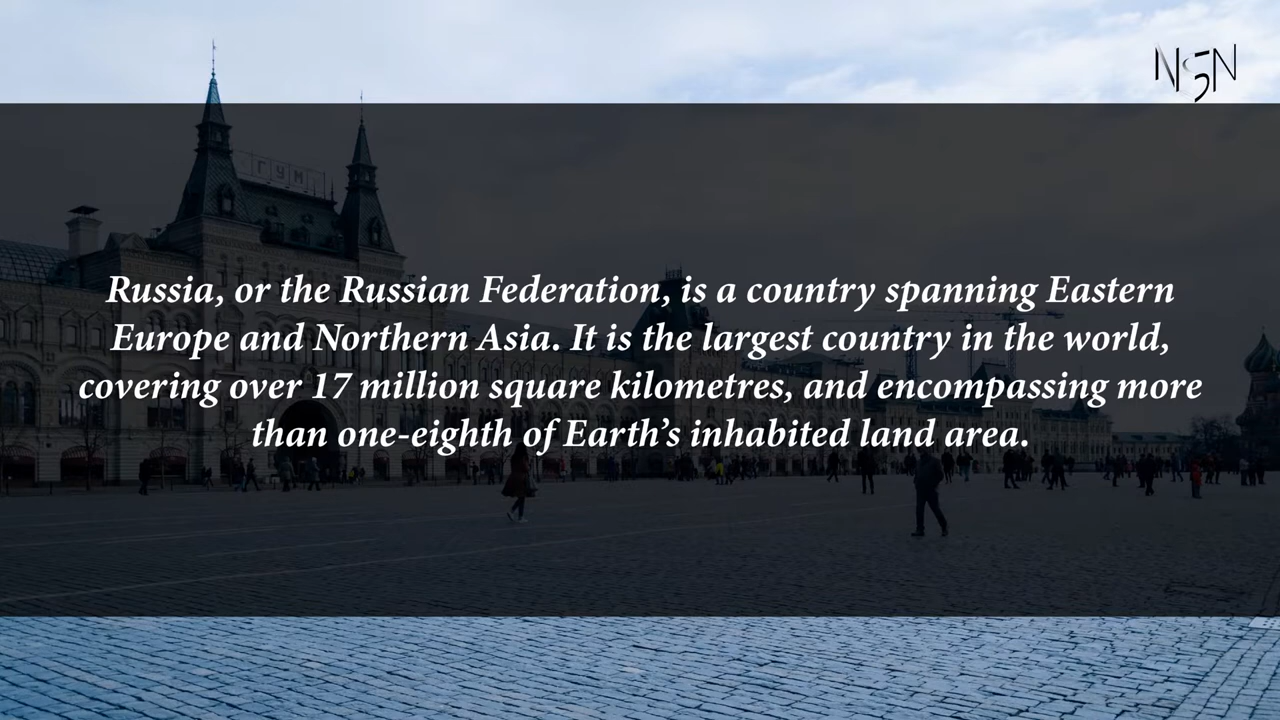 NSN
ГУМ
Russia, or the Russian Federation, is a country spanning Eastern
Europe and Northern Asia. It is the largest country in the world,
covering over 17 million square kilometres, and encompassing more
than one-eighth of Earth’s inhabited land area.